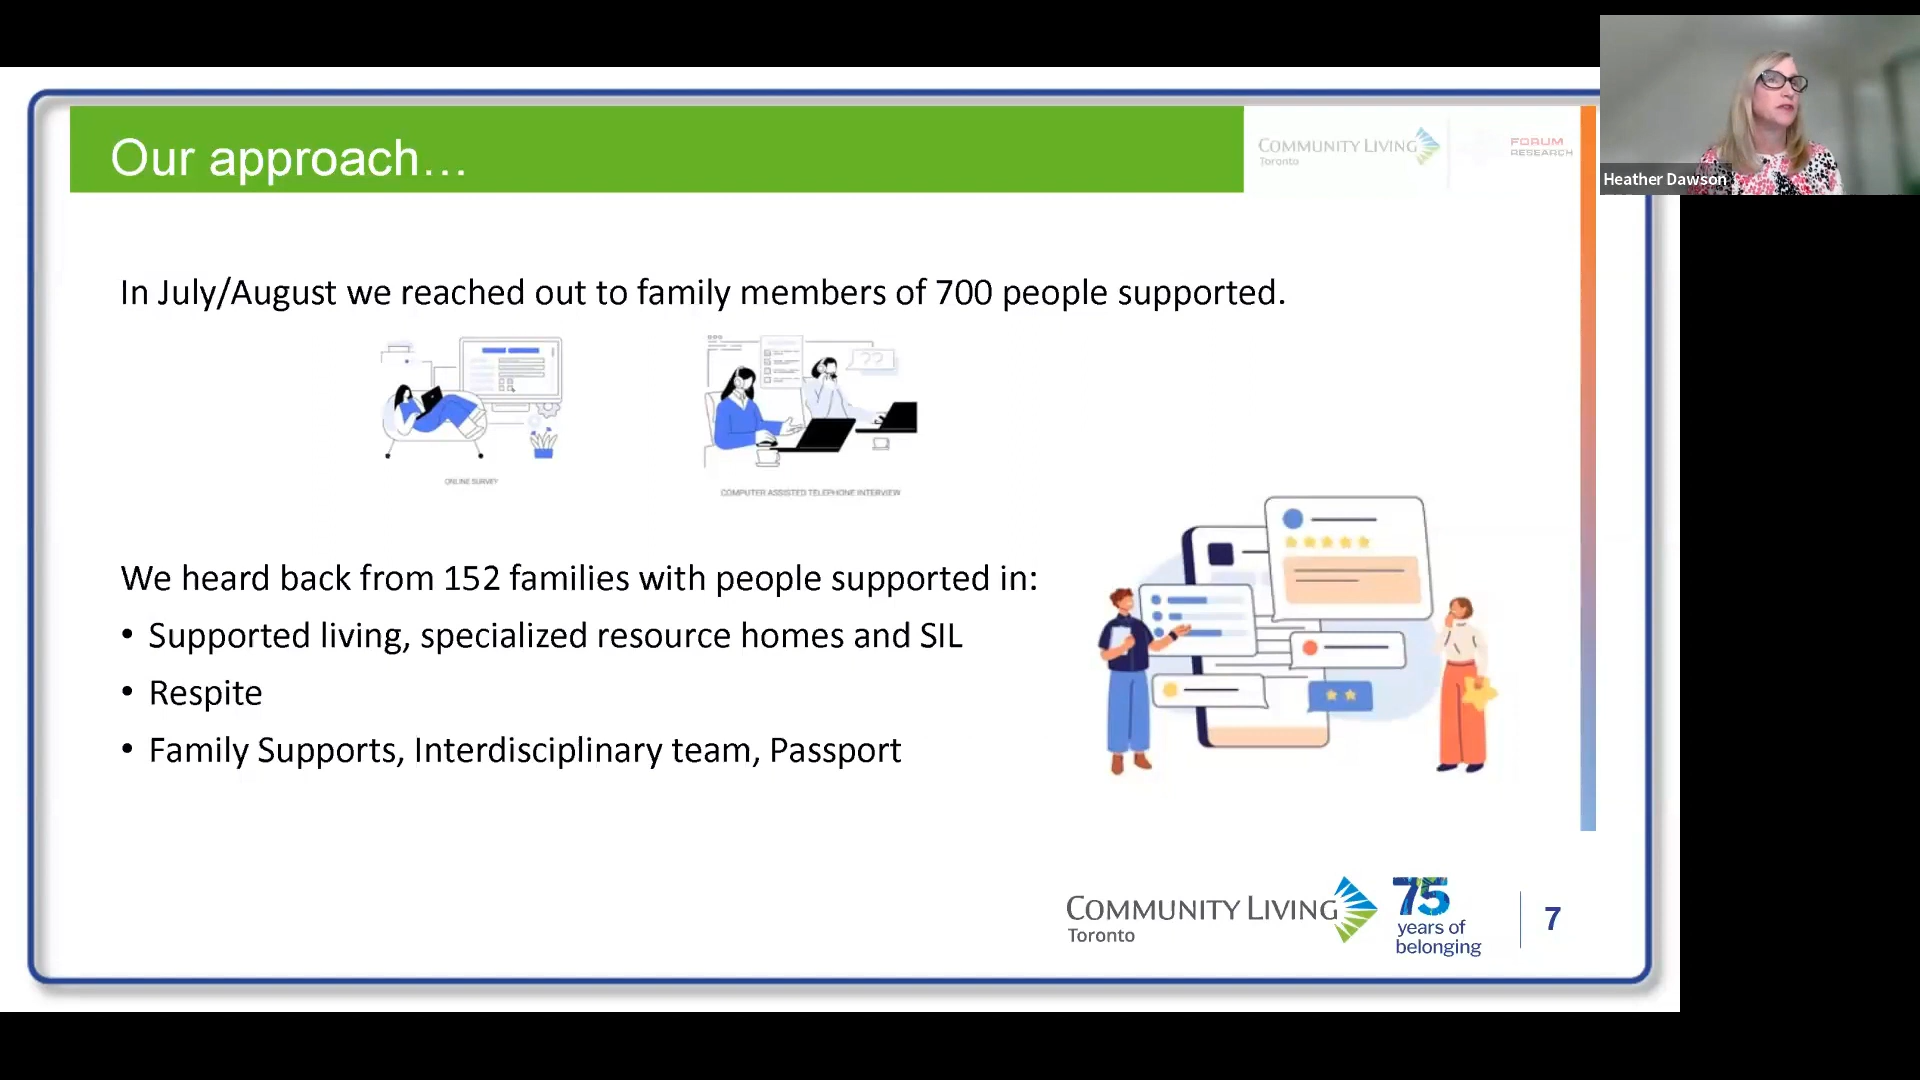 Our approach...
COMMUNITY LIVING
Toronto
FORUM
RESEARCH
Heather Dawson
In July/August we reached out to family members of 700 people supported.
ONLINE SURVEY
COMPUTER ASSISTED TELEPHONE INTERVIEW
We heard back from 152 families with people supported in:
• Supported living, specialized resource homes and SIL
• Respite
• Family Supports, Interdisciplinary team, Passport
COMMUNITY LIVING
Toronto
75
years of
belonging
7